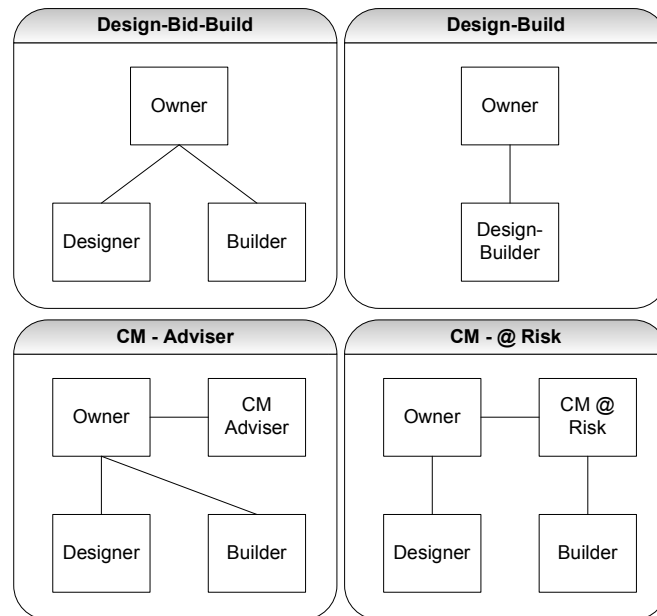 Design-Bid-Build
Owner
Designer
Builder
Design-Build
Owner
Design-
Builder
CM - Adviser
Owner
CM
Adviser
Designer
Builder
CM - @ Risk
Owner
CM @
Risk
Designer
Builder